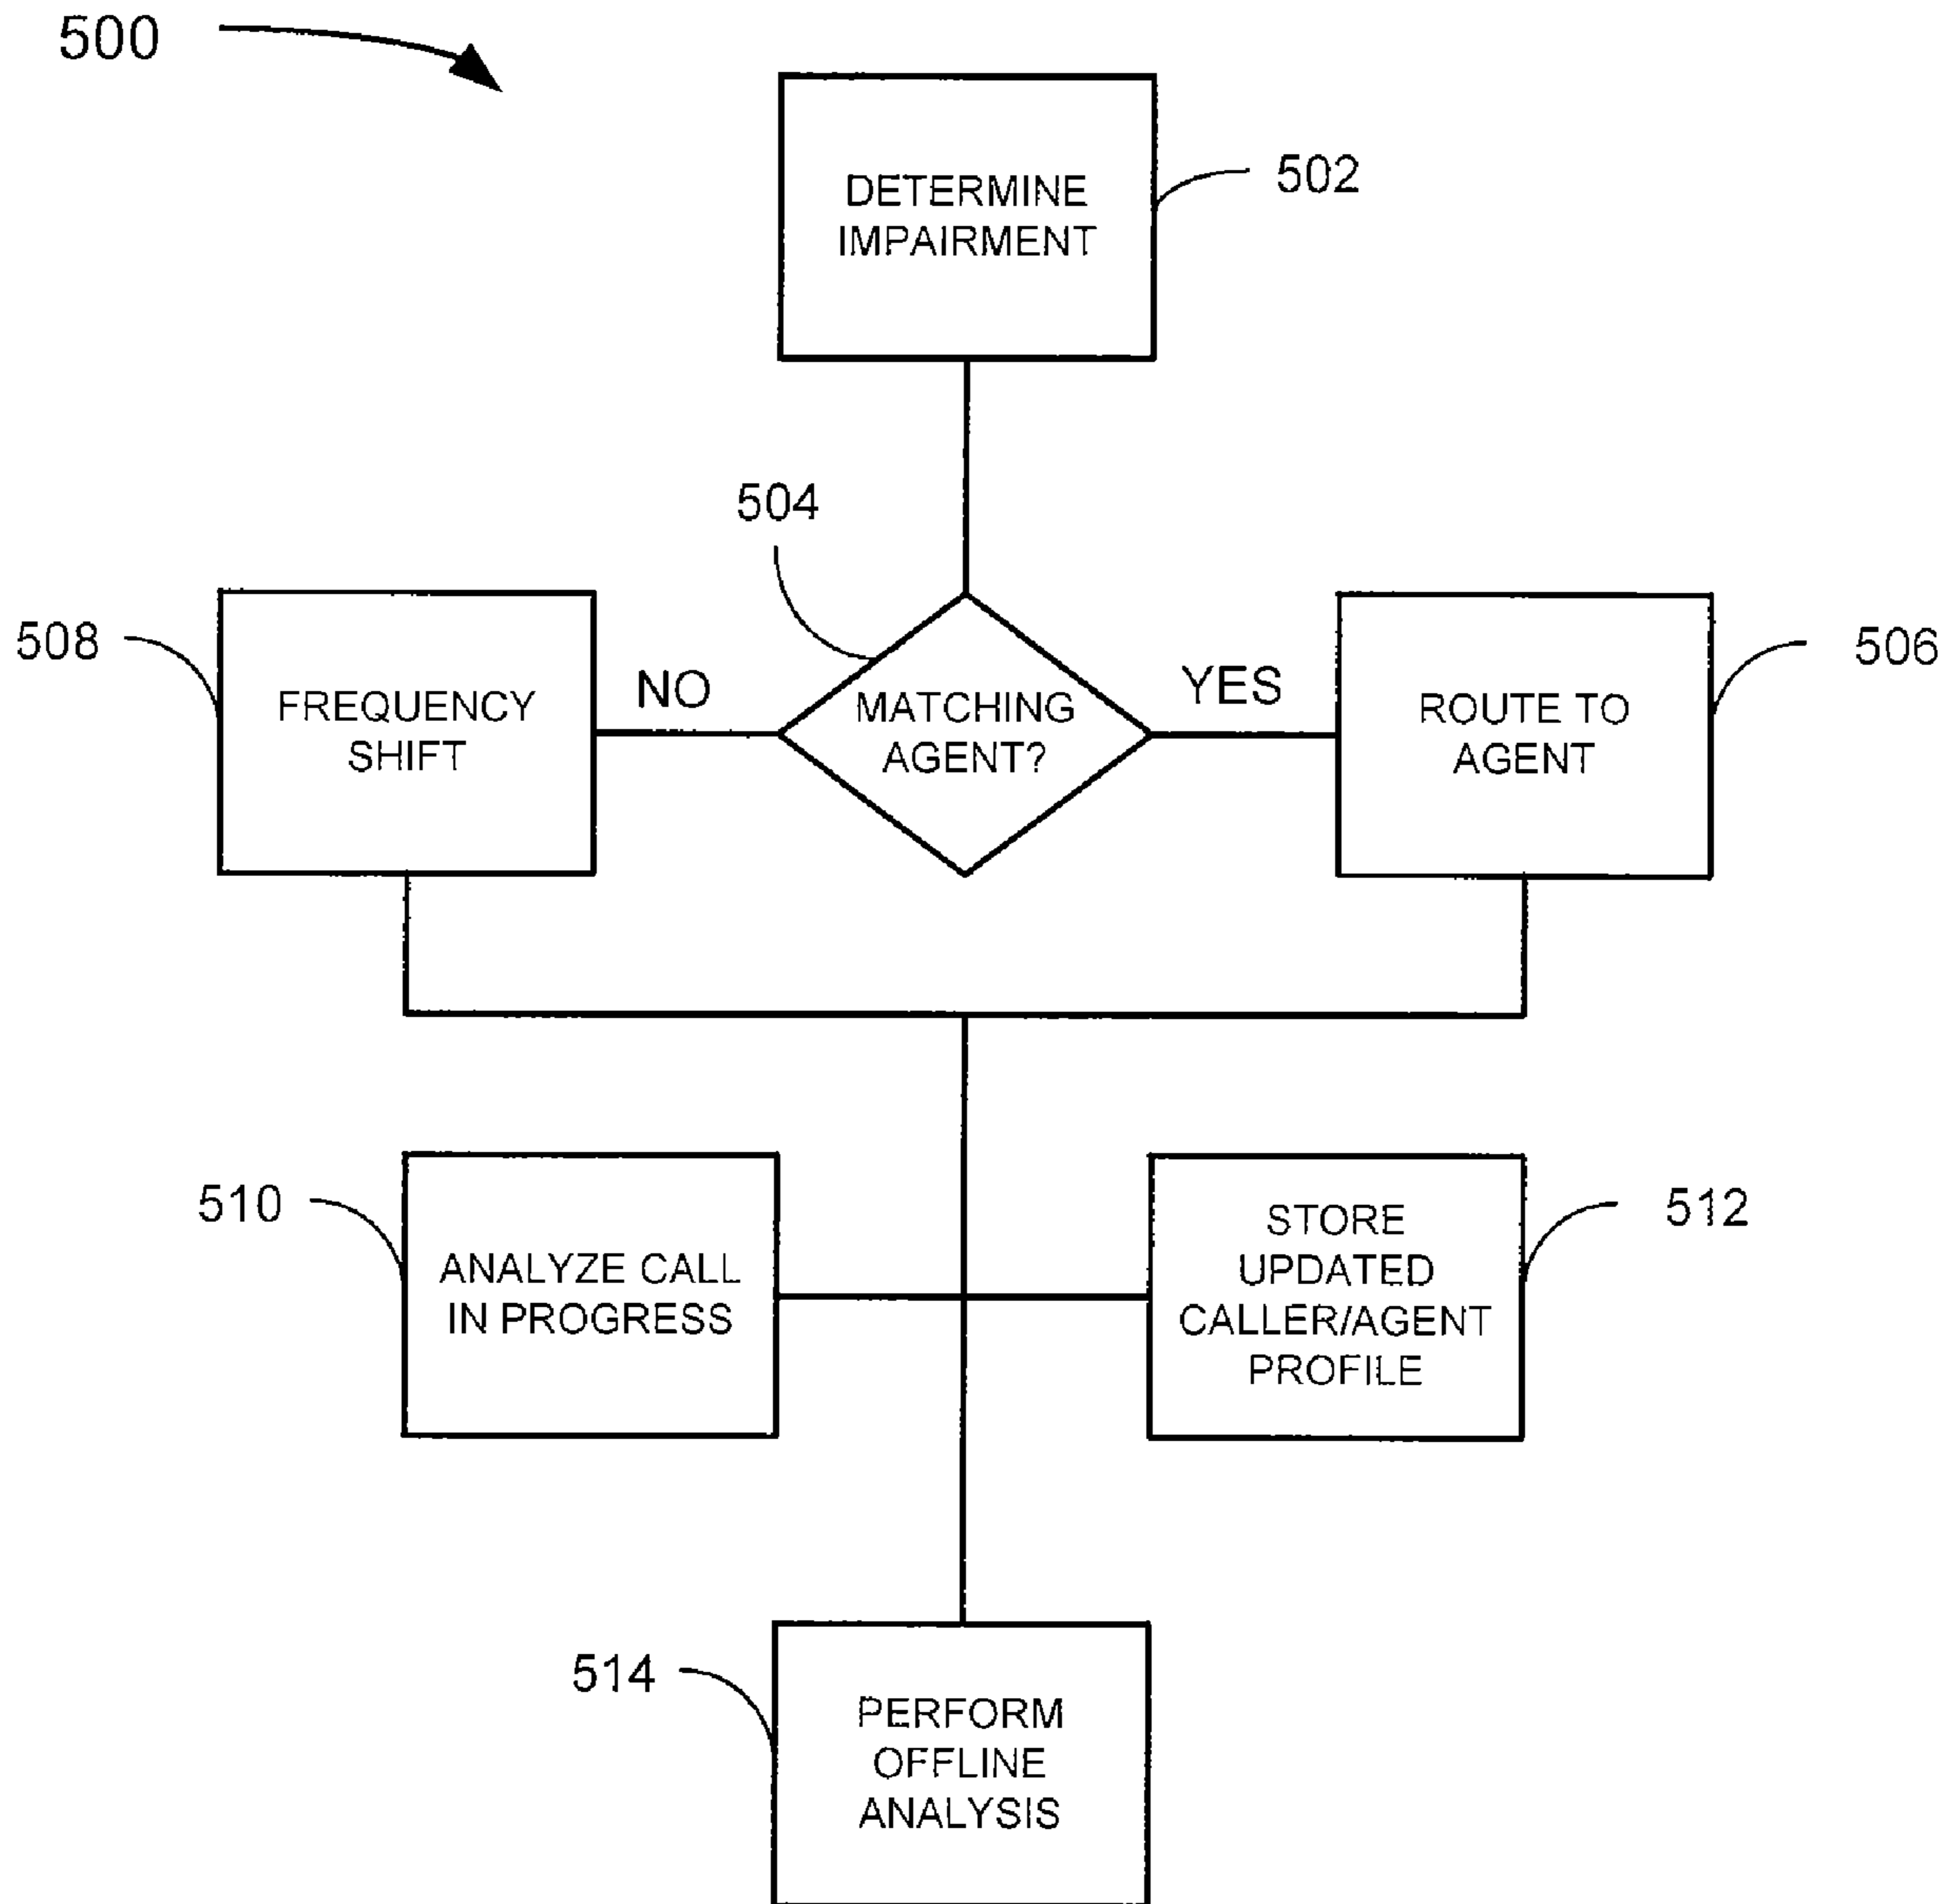 500
DETERMINE
IMPAIRMENT
502
504
508
FREQUENCY
SHIFT
NO
MATCHING
AGENT?
YES
ROUTE TO
AGENT
506
510
ANALYZE CALL
IN PROGRESS
STORE
UPDATED
CALLER/AGENT
PROFILE
512
514
PERFORM
OFFLINE
ANALYSIS